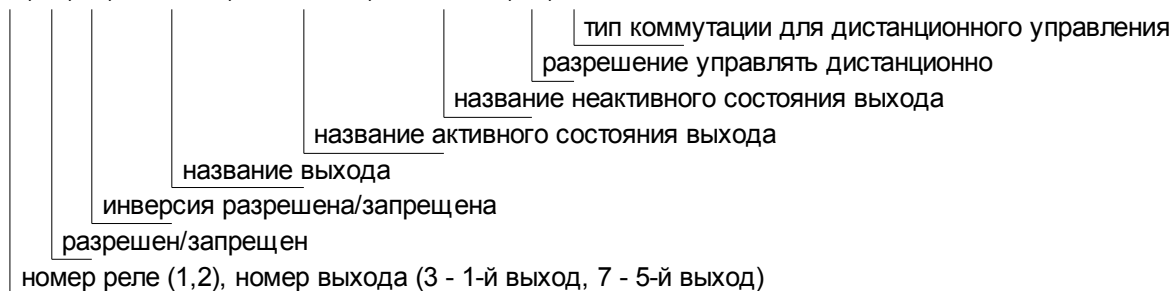 тип коммутации для дистанционного управления
разрешение управлять дистанционно
название неактивного состояния выхода
название активного состояния выхода
название выхода
инверсия разрешена/запрещена
разрешен/запрещен
номер реле (1,2), номер выхода (3 - 1-й выход, 7 - 5-й выход)